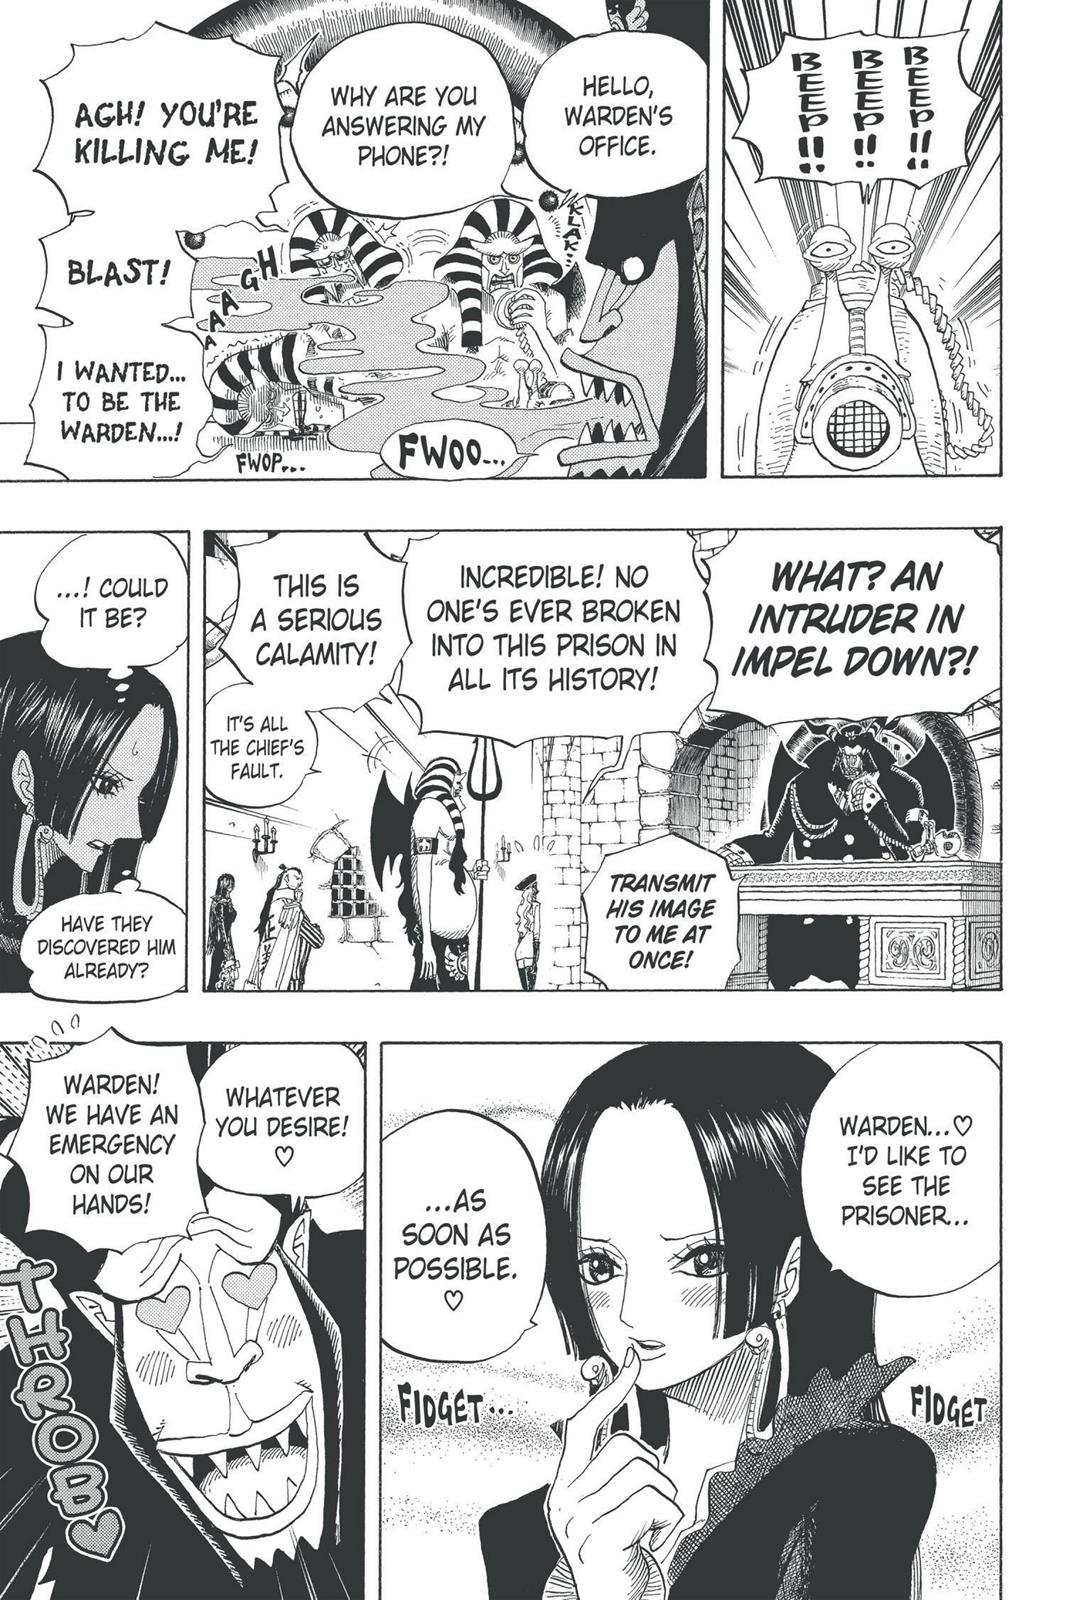 BEEP!!
BEEP!!
BEEP!!
HELLO,
WARDEN'S
OFFICE.
KLAK...
WHY ARE YOU
ANSWERING MY
PHONE?!
AGH! YOU'RE
KILLING ME!
BLAST!
I WANTED...
TO BE THE
WARDEN...!
AAAAGH
FWOP...
FWOO...
WHAT? AN
INTRUDER IN
IMPEL DOWN?!
INCREDIBLE! NO
ONE'S EVER BROKEN
INTO THIS PRISON IN
ALL ITS HISTORY!
THIS IS
A SERIOUS
CALAMITY!
IT'S ALL
THE CHIEF'S
FAULT.
TRANSMIT
HIS IMAGE
TO ME AT
ONCE!
...! COULD
IT BE?
HAVE THEY
DISCOVERED HIM
ALREADY?
WARDEN...♡
I'D LIKE TO
SEE THE
PRISONER...
...AS
SOON AS
POSSIBLE.
♡
FIDGET
FIDGET...
WHATEVER
YOU DESIRE!
♡
WARDEN!
WE HAVE AN
EMERGENCY
ON OUR
HANDS!
THROB♡